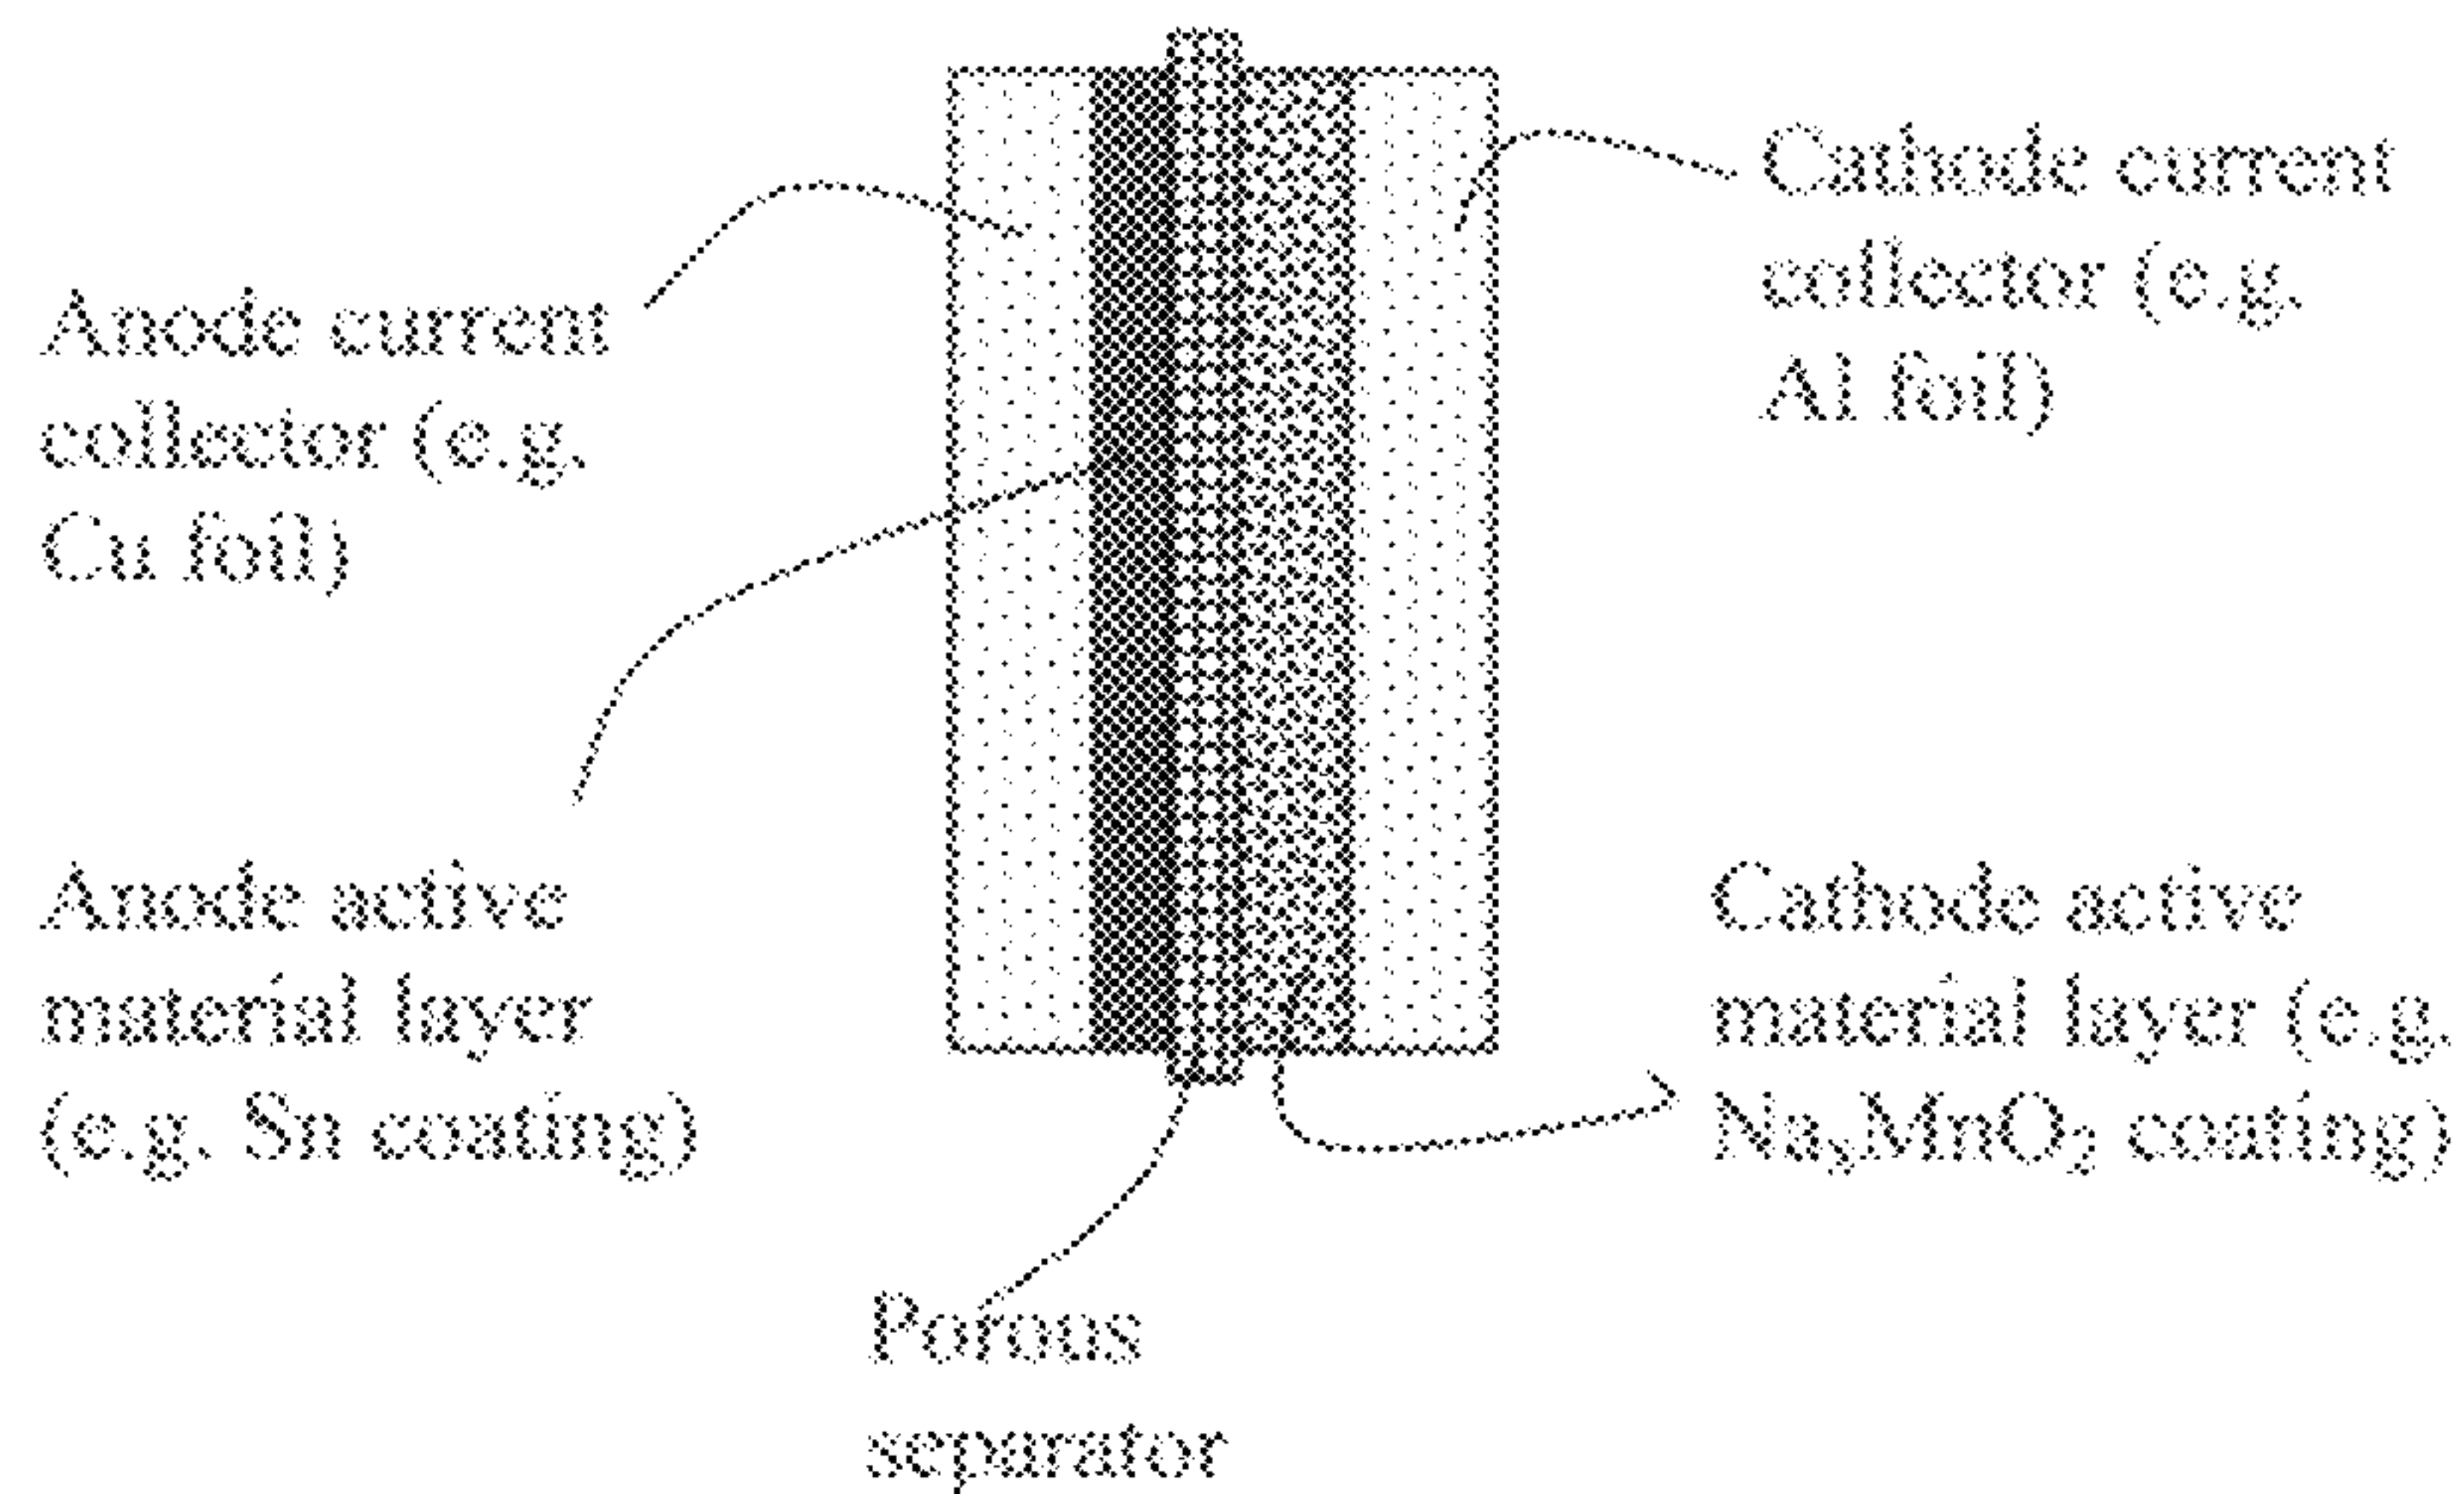 Anode current
collector (e.g.
Cu foil)
Cathode current
collector (e.g.
Al foil)
Anode active
material layer
(e.g. Sn coating)
Cathode active
material layer (e.g.
coating)
Porous
separator